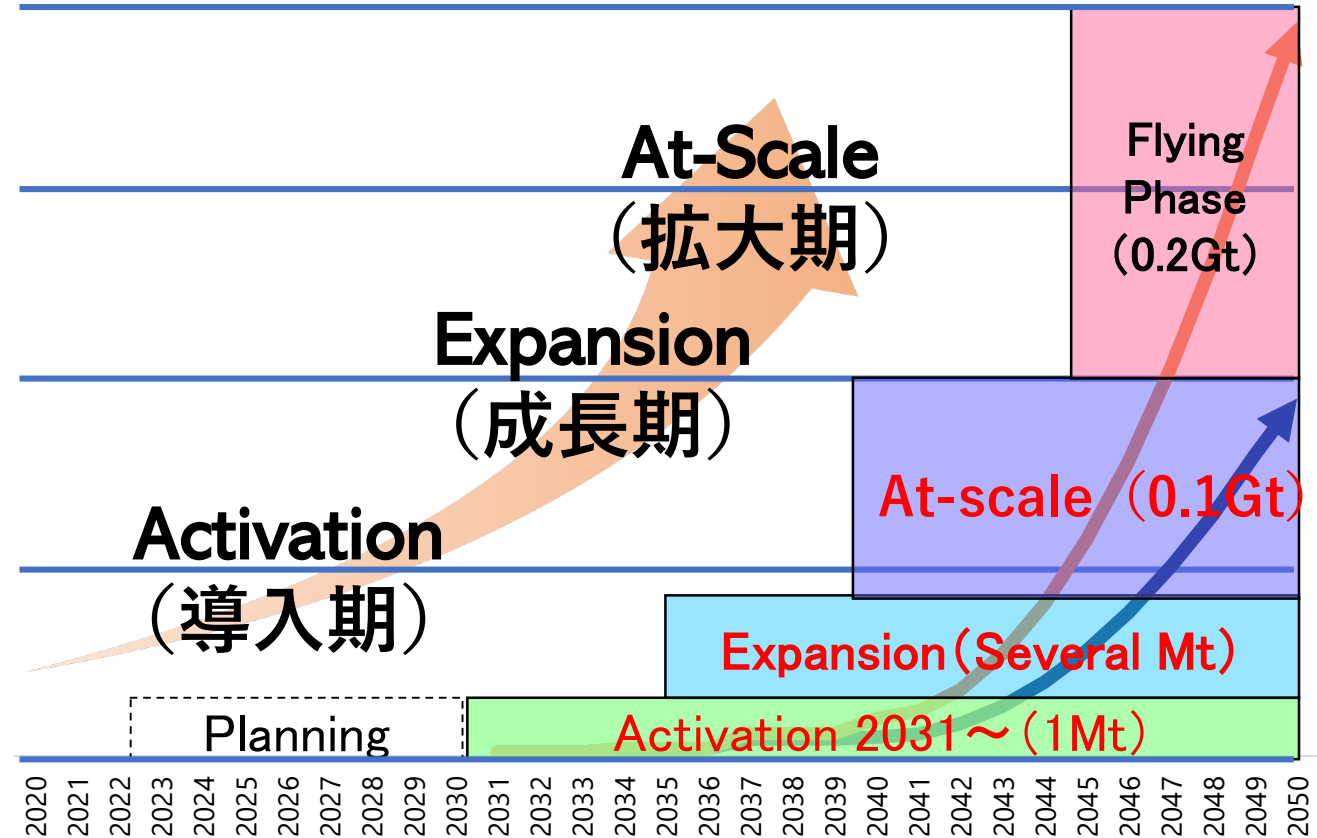 At-Scale
（拡大期）
Flying
Phase
（0.2Gt）
Expansion
（成長期）
At-scale（0.1Gt）
Activation
（導入期）
Expansion（Several Mt）
Planning
Activation 2031～（1Mt）
2020
2021
2022
2023
2024
2025
2026
2027
2028
2029
2030
2031
2032
2033
2034
2035
2036
2037
2038
2039
2040
2041
2042
2043
2044
2045
2046
2047
2048
2049
2050